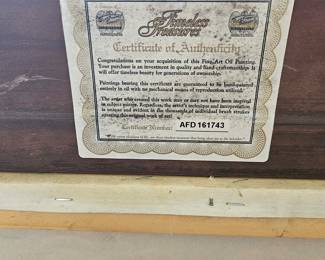 Timeless
Treasures
Certificate of Authenticity
Congratulations on your acquisition of this Fine Art Oil Painting.
Your purchase is an investment in quality and hand-craftsmanship. It
will offer timeless beauty for generations of ownership.
Paintings bearing this certificate are guaranteed to be hand-painted
entirely in oil with no mechanical means of reproduction utilized.
The artist who created this work may or may not have been inspired
by subject private. Regardless, the artist's technique and interpretation
is unique and evident in the thousands of individual brush strokes
covering this original work of art!
Certificate Number: AFD 161743